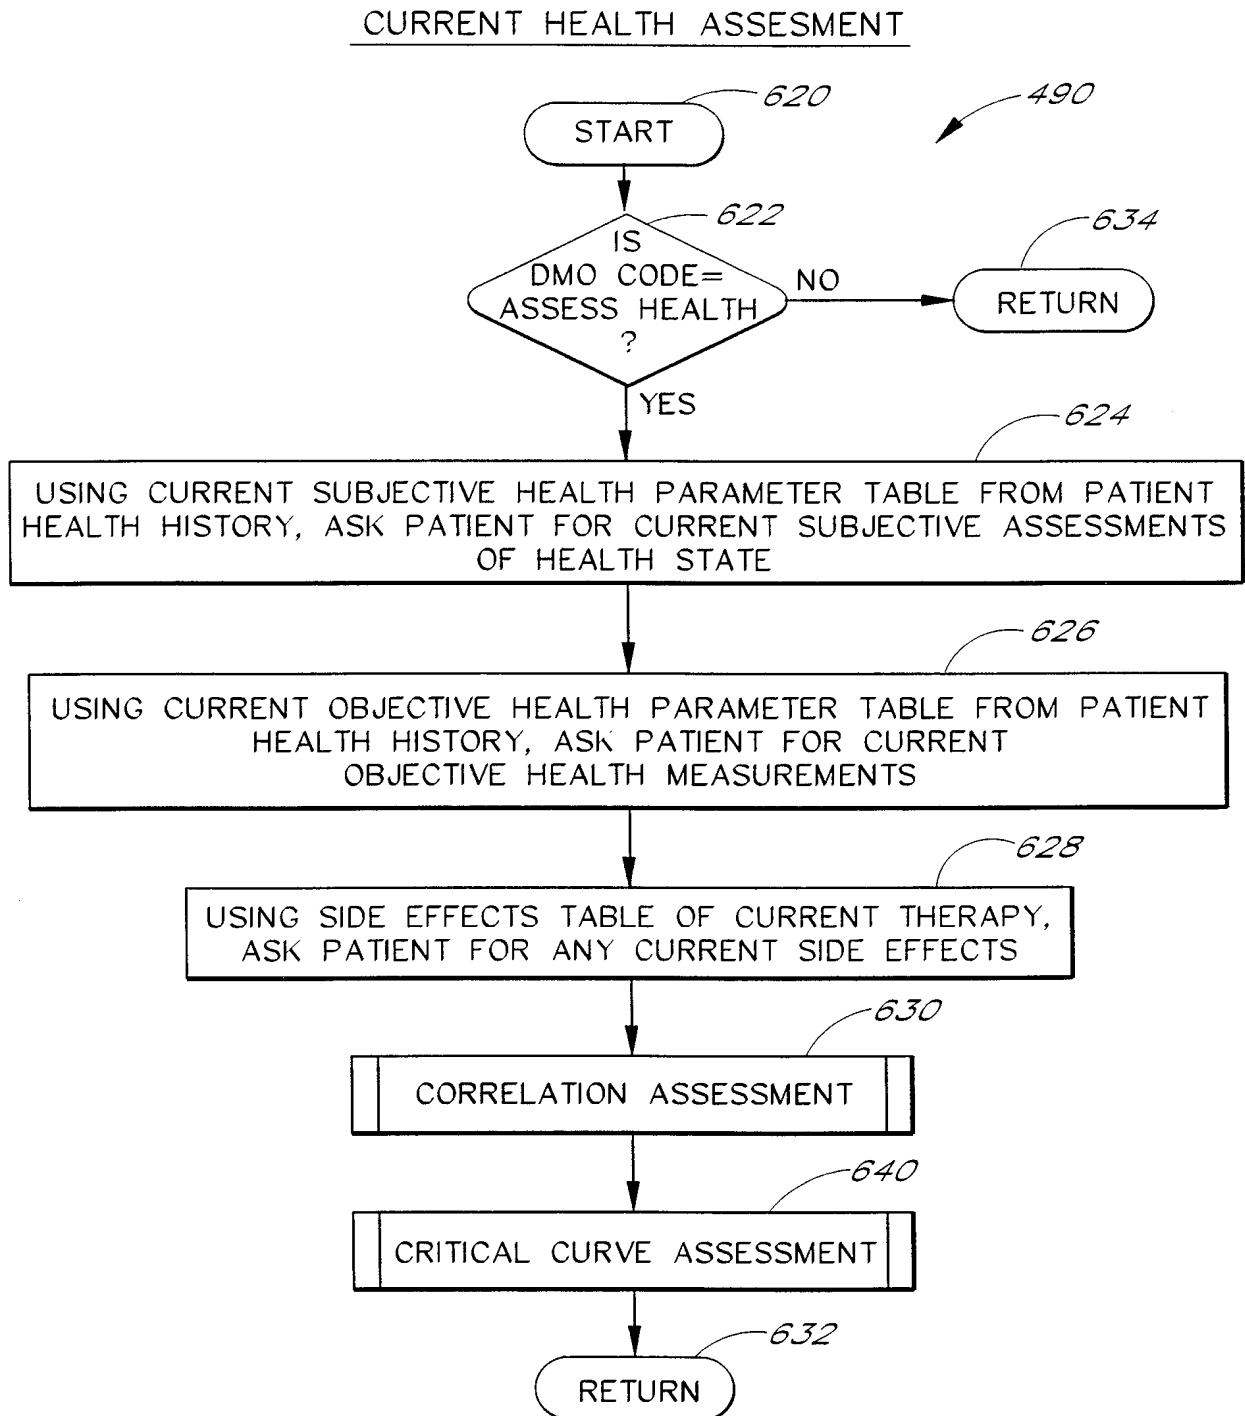 CURRENT HEALTH ASSESMENT
620
490
START
622
634
IS
DMO CODE=
ASSESS HEALTH
?
NO
RETURN
YES
624
USING CURRENT SUBJECTIVE HEALTH PARAMETER TABLE FROM PATIENT
HEALTH HISTORY, ASK PATIENT FOR CURRENT SUBJECTIVE ASSESSMENTS
OF HEALTH STATE
626
USING CURRENT OBJECTIVE HEALTH PARAMETER TABLE FROM PATIENT
HEALTH HISTORY, ASK PATIENT FOR CURRENT
OBJECTIVE HEALTH MEASUREMENTS
628
USING SIDE EFFECTS TABLE OF CURRENT THERAPY,
ASK PATIENT FOR ANY CURRENT SIDE EFFECTS
630
CORRELATION ASSESSMENT
640
CRITICAL CURVE ASSESSMENT
632
RETURN